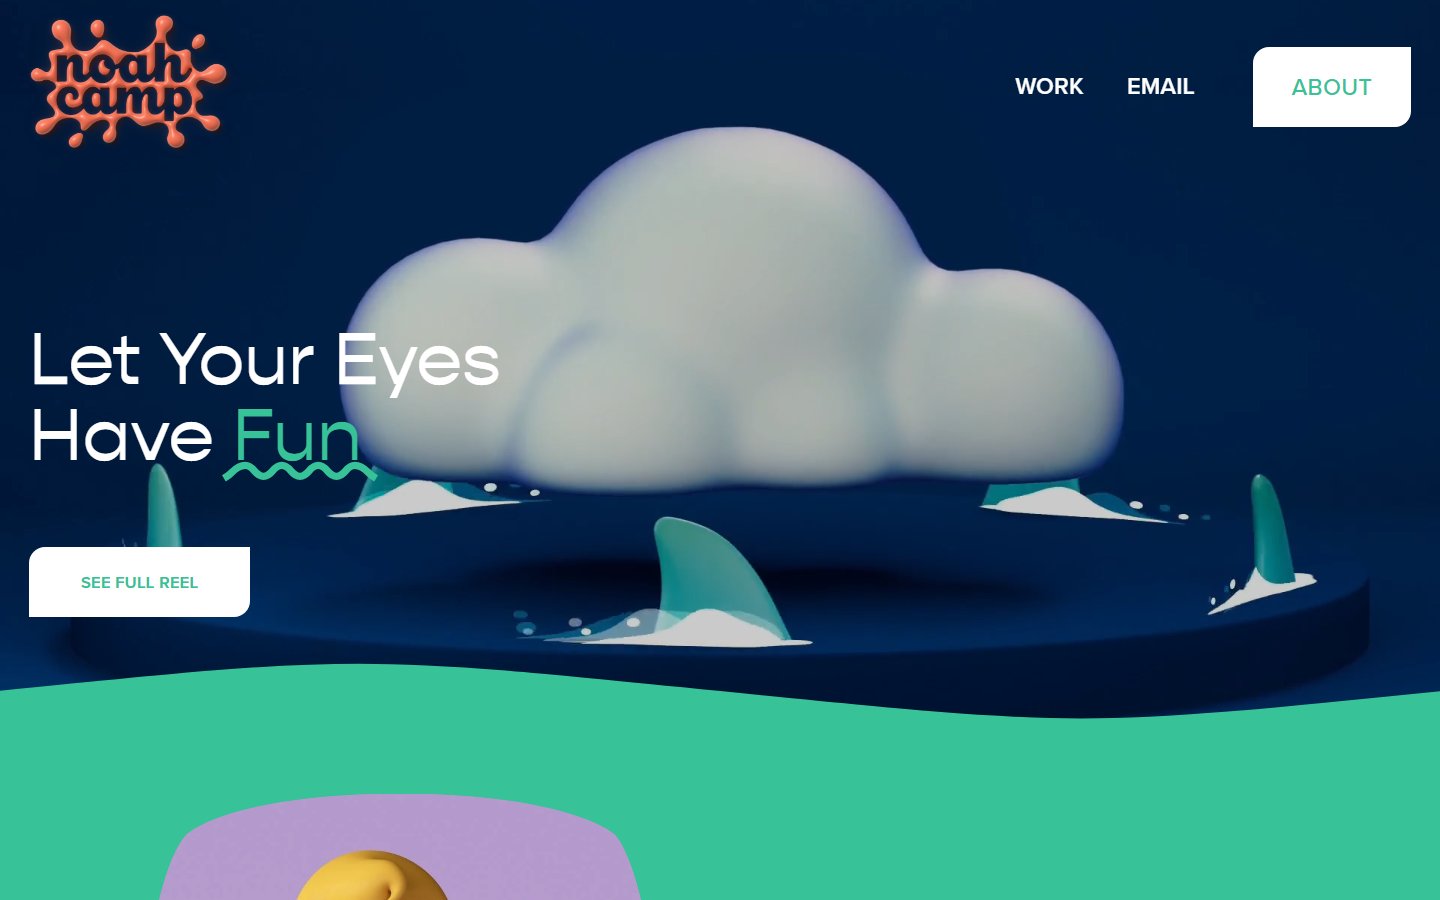 noah
camp
WORK
EMAIL
ABOUT
Let Your Eyes
Have Fun
SEE FULL REEL